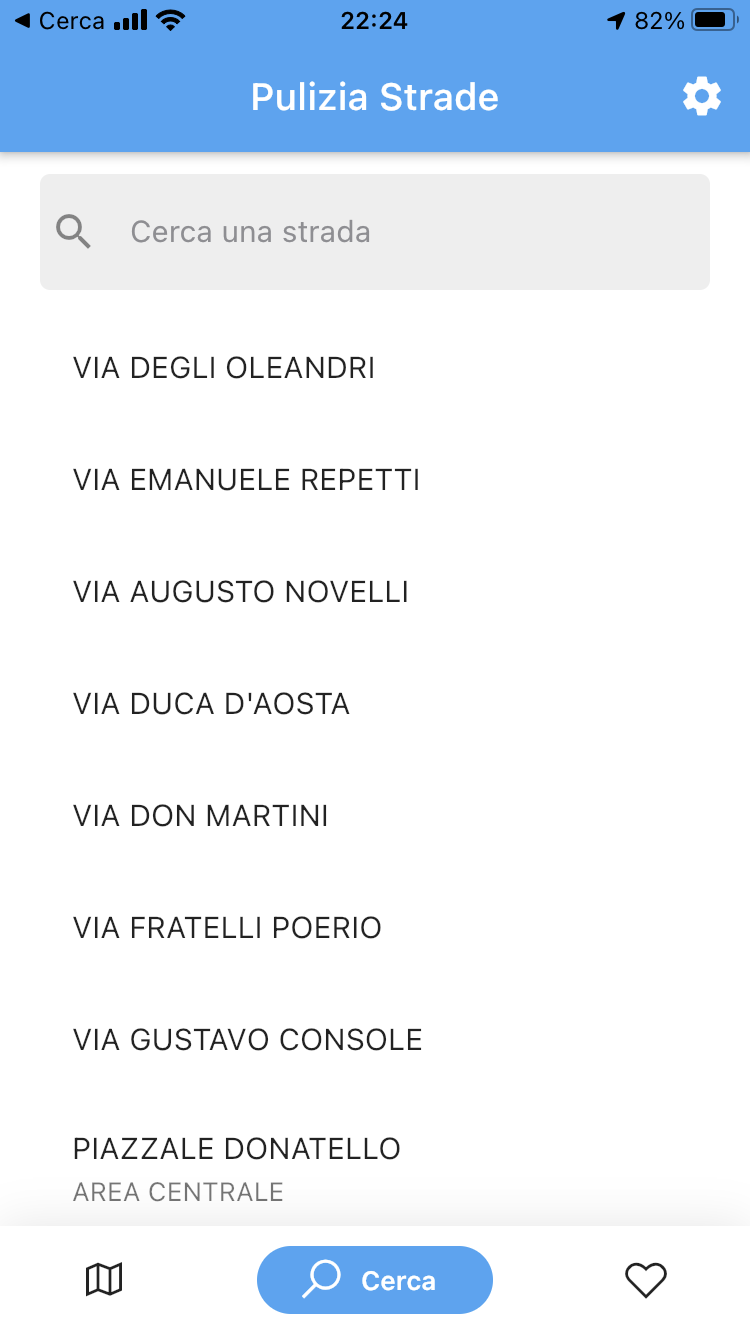 Cerca 22:24 82%
Pulizia Strade
Cerca una strada
VIA DEGLI OLEANDRI
VIA EMANUELE REPETTI
VIA AUGUSTO NOVELLI
VIA DUCA D'AOSTA
VIA DON MARTINI
VIA FRATELLI POERIO
VIA GUSTAVO CONSOLE
PIAZZALE DONATELLO
AREA CENTRALE
Cerca